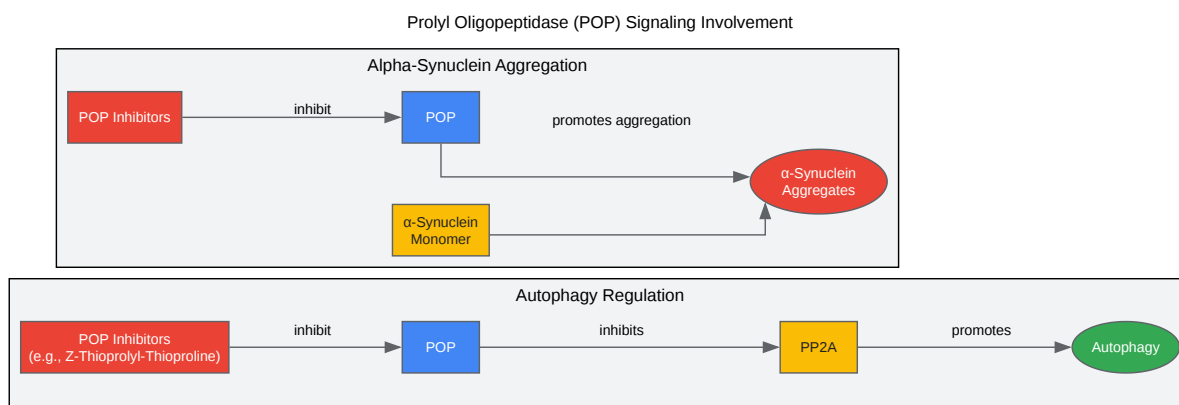 Prolyl Oligopeptidase (POP) Signaling Involvement
Alpha-Synuclein Aggregation
POP Inhibitors
inhibit
POP
promotes aggregation
α-Synuclein
Aggregates
α-Synuclein
Monomer
Autophagy Regulation
POP Inhibitors
(e.g., Z-Thioprolyl-Thioproline)
inhibit
POP
inhibits
PP2A
promotes
Autophagy